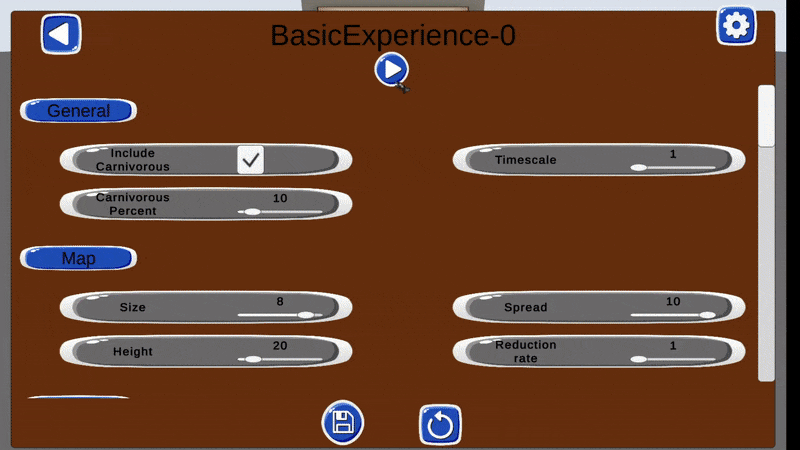 BasicExperience-0
General
Include
Carnivorous
Timescale
1
Carnivorous
Percent
10
Map
Size
8
Spread
10
Height
20
Reduction
rate
1